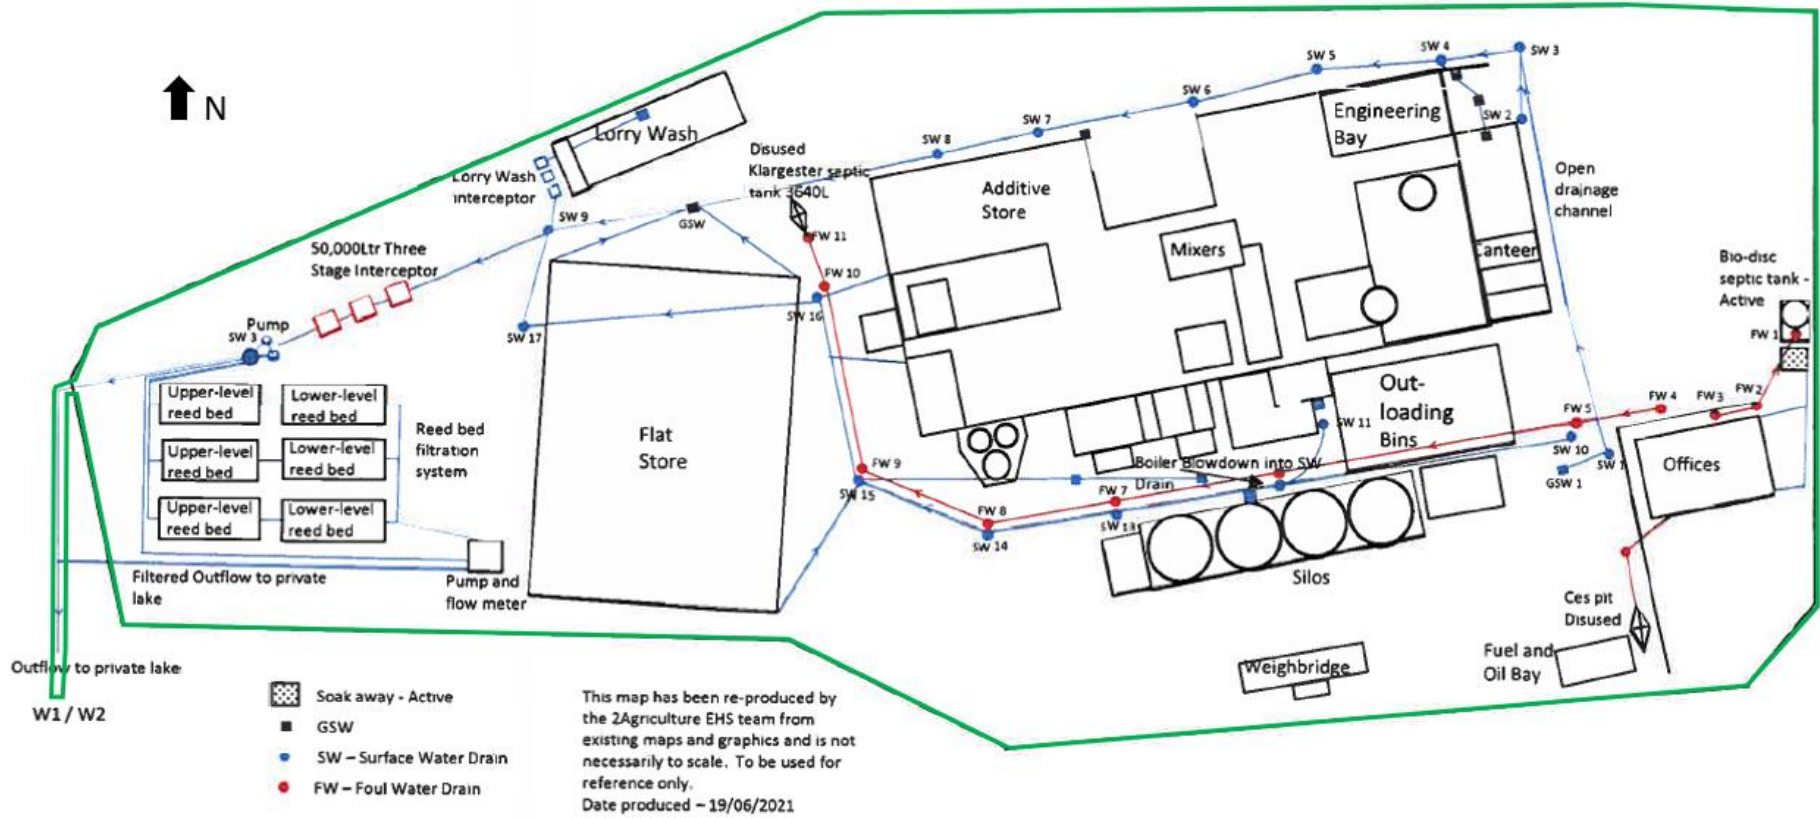 N
Lorry Wash
Lorry Wash
interceptor
Disused
Klargester septic
tank 3640L
SW 9
GSW
FW 11
FW 10
SW 16
SW 17
50,000Ltr Three
Stage Interceptor
Pump
SW 3
SW 8
SW 7
SW 6
SW 5
SW 4
SW 3
SW 2
Engineering
Bay
Additive
Store
Mixers
Canteen
Open
drainage
channel
Bio-disc
septic tank -
Active
FW 1
FW 2
FW 3
FW 4
FW 5
SW 10
SW 1
GSW 1
Offices
Out-
loading
Bins
SW 11
Boiler Blowdown into SW
Drain
FW 7
SW 13
FW 8
SW 14
FW 9
SW 15
Silos
Flat
Store
Upper-level
reed bed
Lower-level
reed bed
Upper-level
reed bed
Lower-level
reed bed
Upper-level
reed bed
Lower-level
reed bed
Reed bed
filtration
system
Filtered Outflow to private
lake
Pump and
flow meter
Ces pit
Disused
Fuel and
Oil Bay
Weighbridge
Outflow to private lake
W1 / W2
Soak away - Active
GSW
SW – Surface Water Drain
FW – Foul Water Drain
This map has been re-produced by
the 2Agriculture EHS team from
existing maps and graphics and is not
necessarily to scale. To be used for
reference only.
Date produced – 19/06/2021